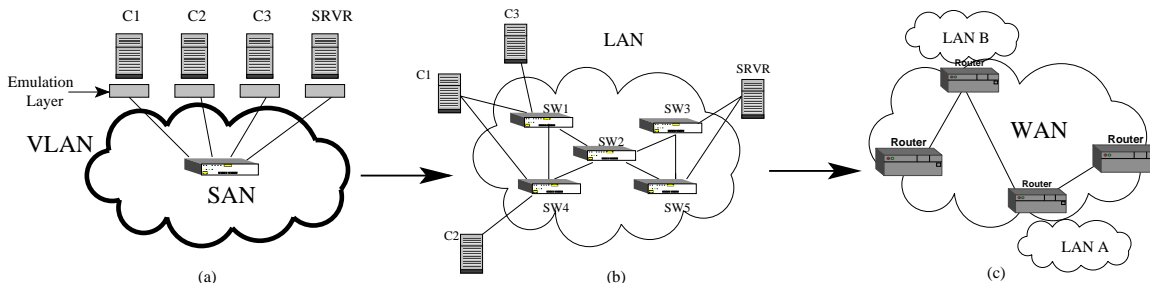 C1
C2
C3
SRVR
Emulation
Layer
VLAN
SAN
(a)
C3
LAN
C1
SRVR
SW1
SW3
SW2
SW4
SW5
C2
(b)
LAN B
Router
WAN
Router
Router
Router
LAN A
(c)